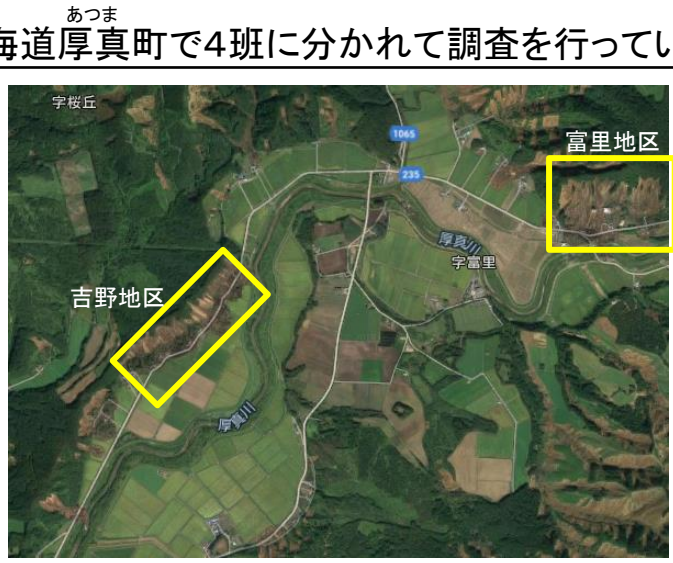 あつま
海道厚真町で4班に分かれて調査を行ってい
字桜丘
1065
富里地区
235
厚真川
字富里
吉野地区
厚真川